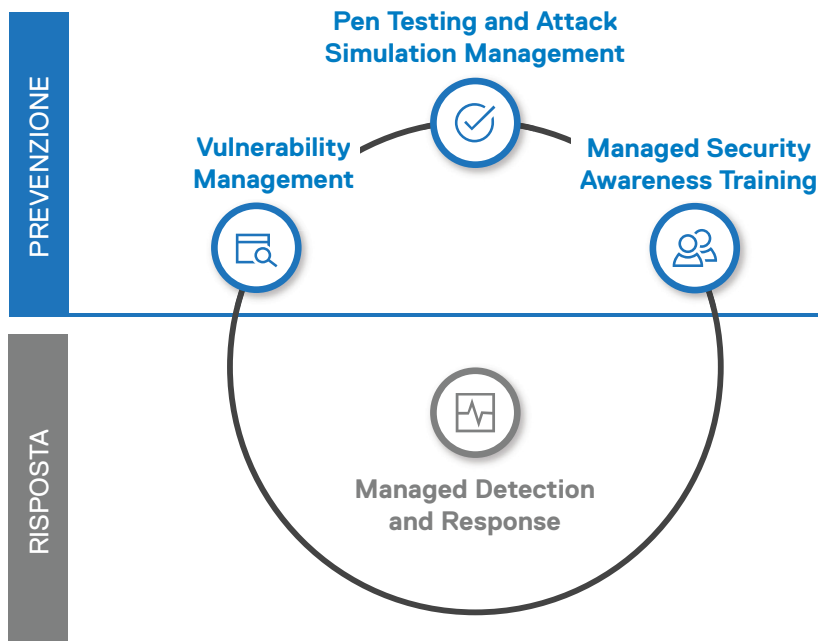 PREVENZIONE
Pen Testing and Attack
Simulation Management
Vulnerability
Management
Managed Security
Awareness Training
RISPOSTA
Managed Detection
and Response